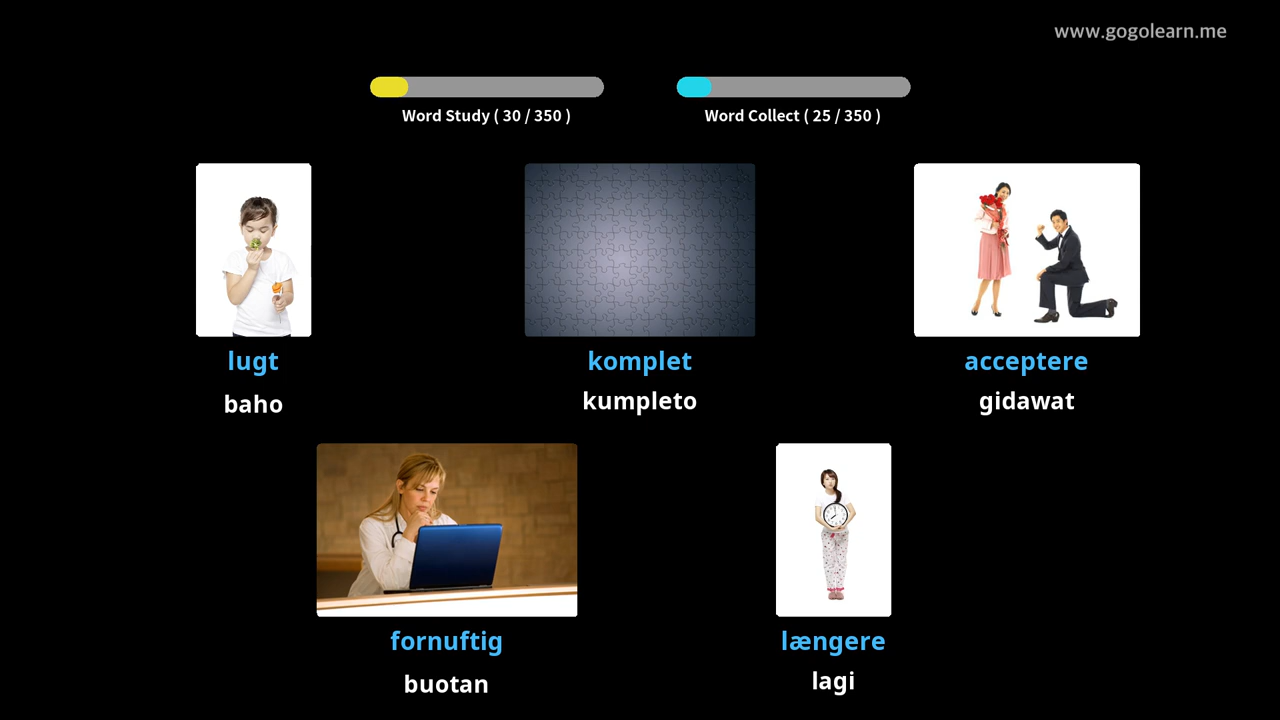 www.gogolearn.me
Word Study ( 30 / 350 )
Word Collect ( 25 / 350 )
lugt
baho
komplet
kumpleto
acceptere
gidawat
fornuftig
buotan
længere
lagi